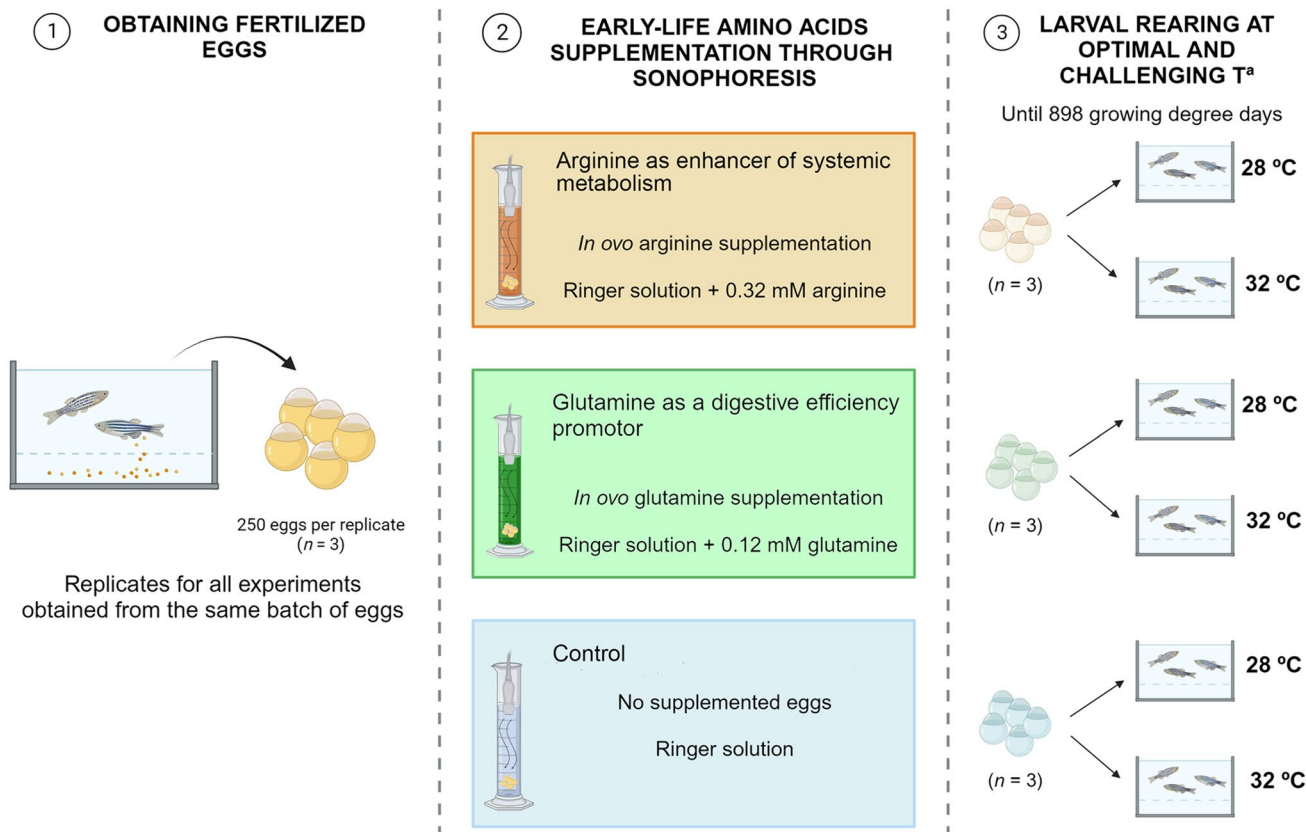 1
OBTAINING FERTILIZED
EGGS
250 eggs per replicate
(n = 3)
Replicates for all experiments
obtained from the same batch of eggs
2
EARLY-LIFE AMINO ACIDS
SUPPLEMENTATION THROUGH
SONOPHORESIS
Arginine as enhancer of systemic
metabolism
In ovo arginine supplementation
Ringer solution + 0.32 mM arginine
Glutamine as a digestive efficiency
promotor
In ovo glutamine supplementation
Ringer solution + 0.12 mM glutamine
Control
No supplemented eggs
Ringer solution
3
LARVAL REARING AT
OPTIMAL AND
CHALLENGING Tª
Until 898 growing degree days
28 ºC
32 ºC
(n = 3)
28 ºC
32 ºC
(n = 3)
28 ºC
32 ºC
(n = 3)